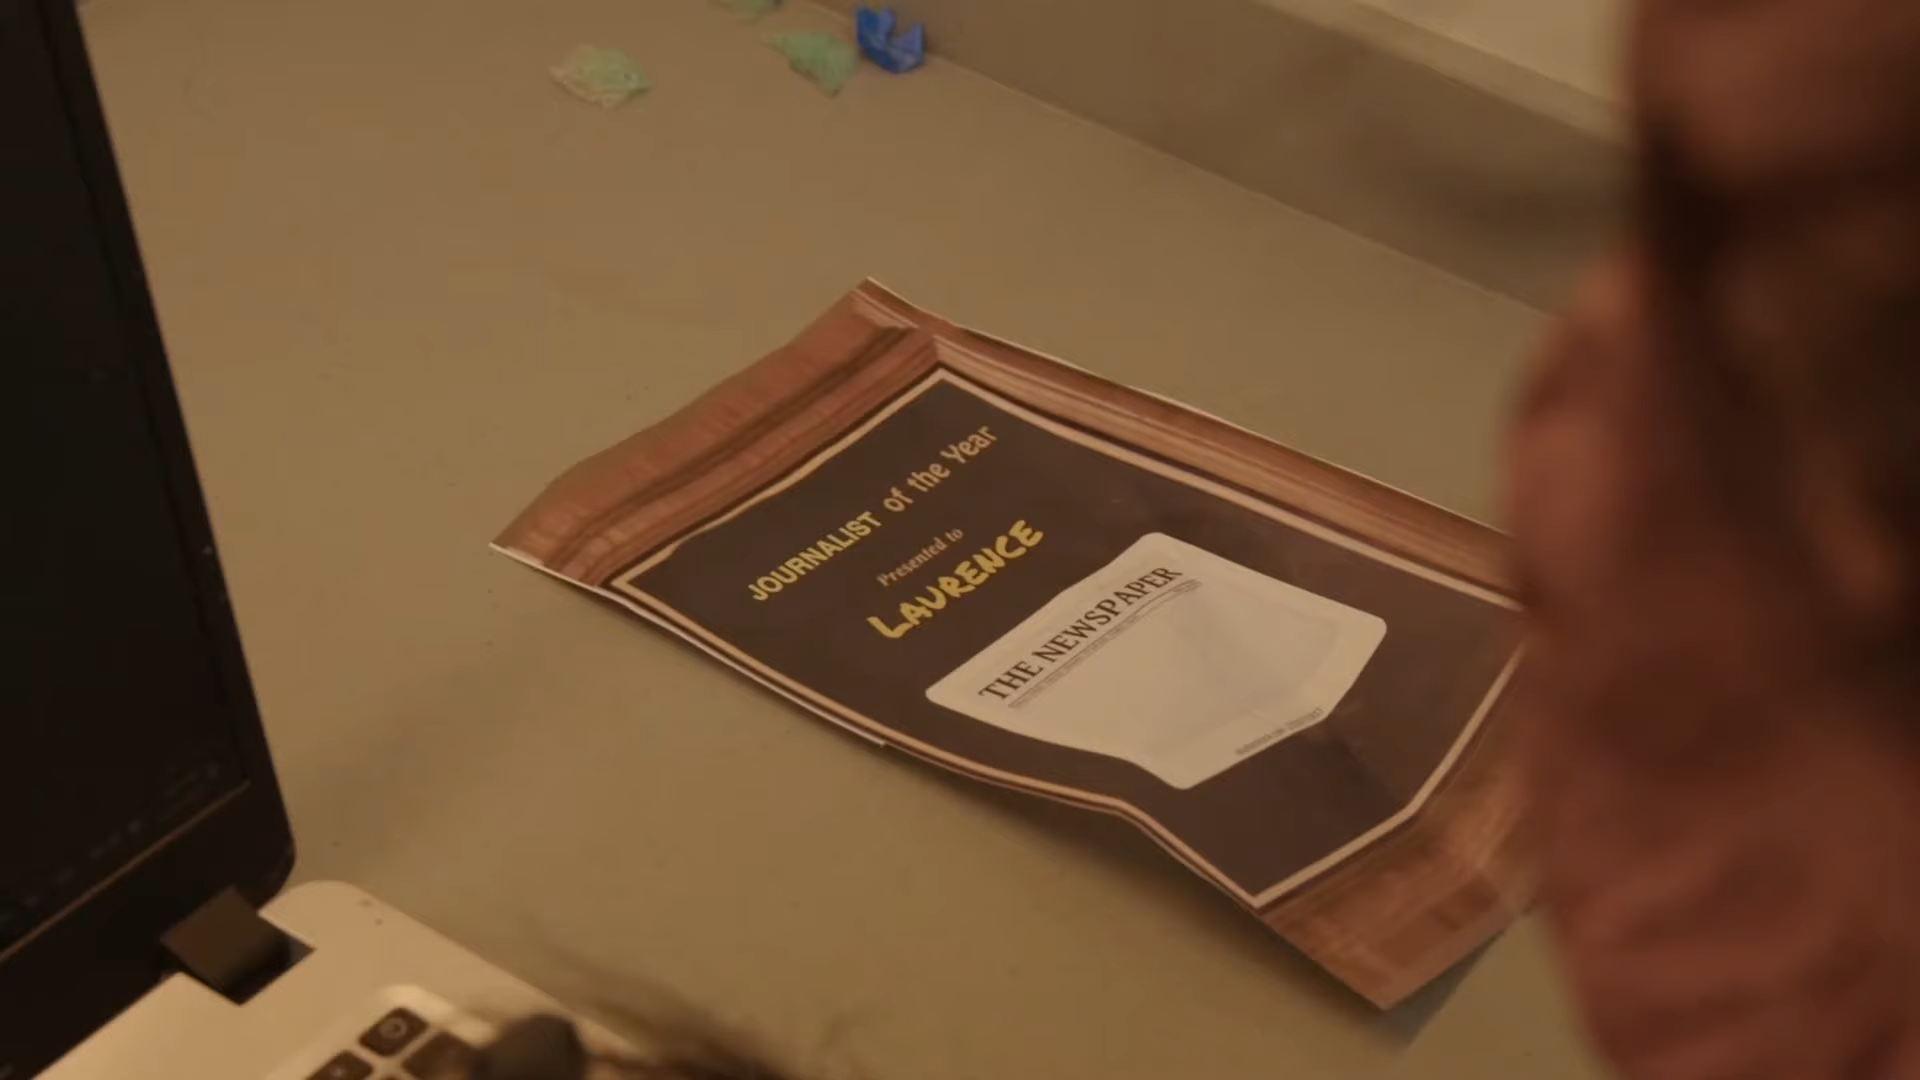 JOURNALIST of the Year
Presented to
LAURENCE
THE NEWSPAPER